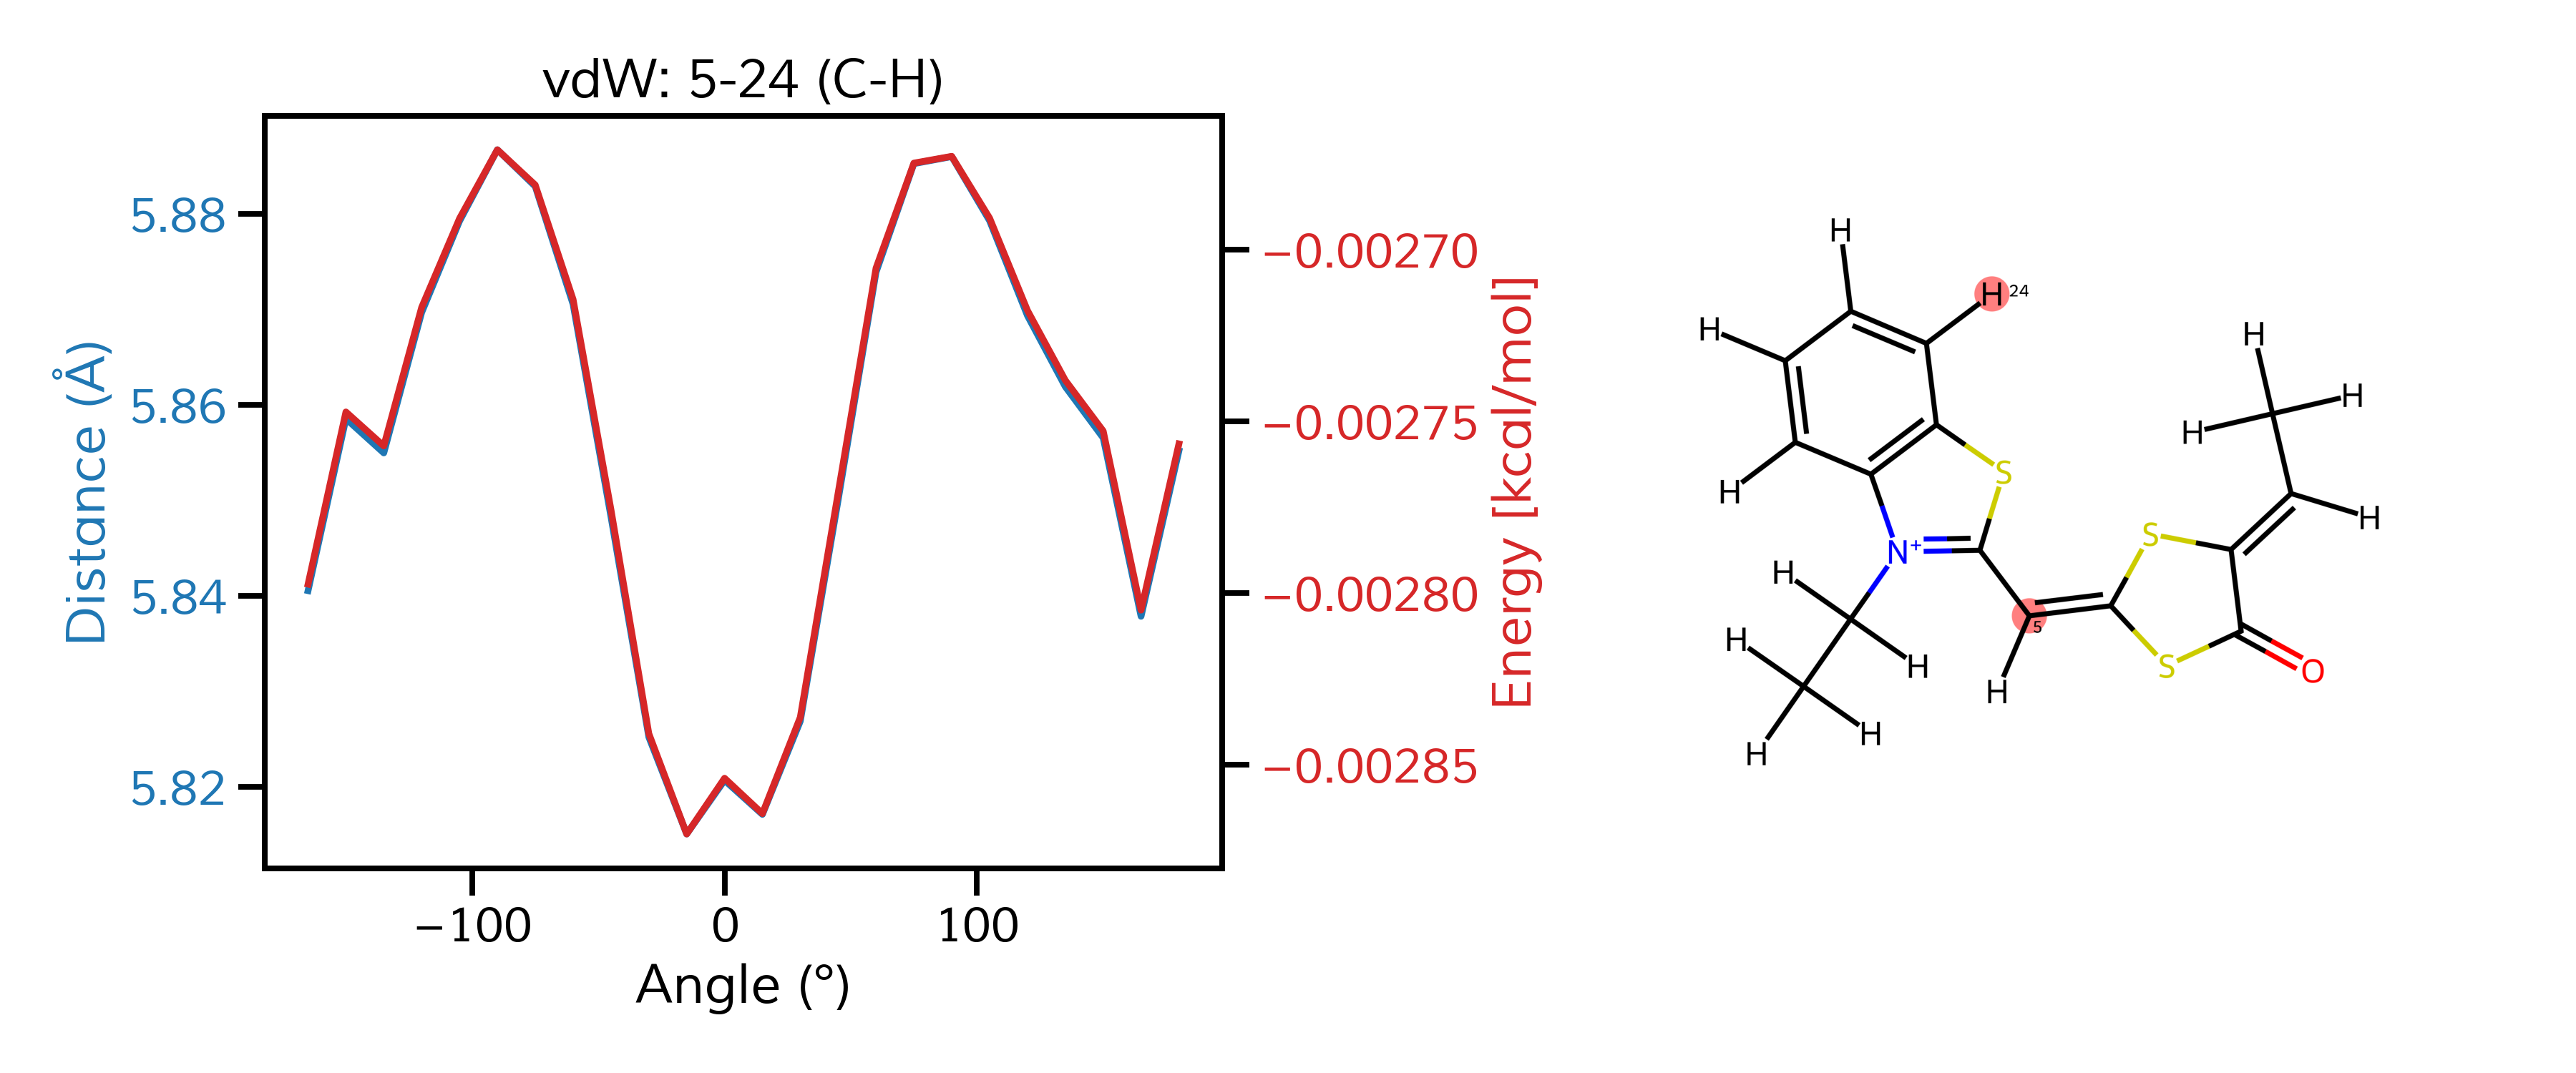 vdW: 5-24 (C-H)
5.88
5.86
5.84
5.82
Distance (Å)
−0.00270
−0.00275
−0.00280
−0.00285
Energy [kcal/mol]
−100
0
100
Angle (°)
H
H 24
H
H
H
H
H
S
H
S
N+
H
5
H
H
S
O
H
H
H